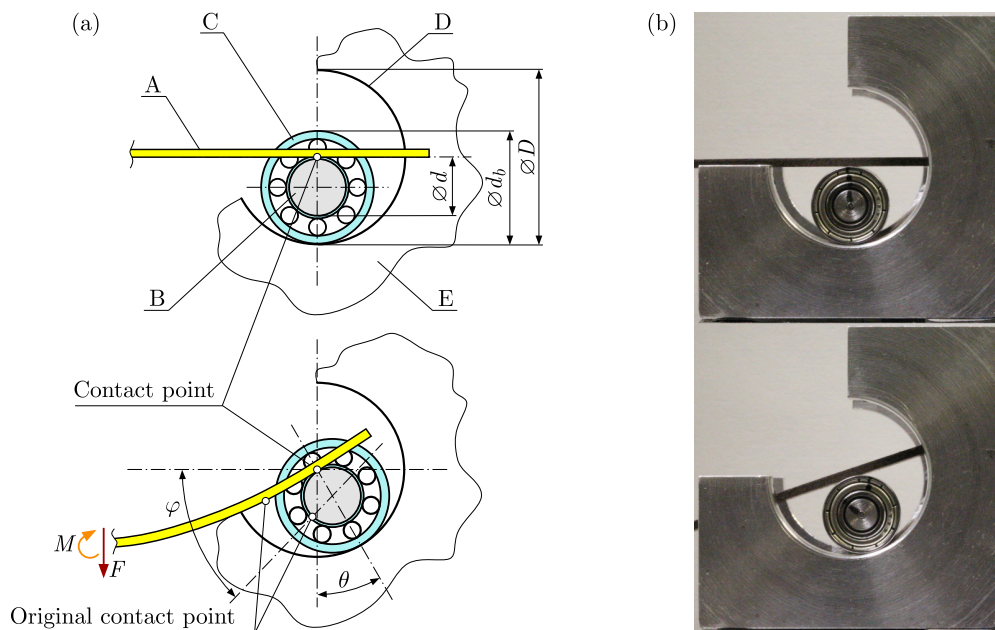 (a)
C
D
(b)
A
⌀d
⌀d_b
⌀D
B
E
Contact point
φ
M
F
θ
Original contact point